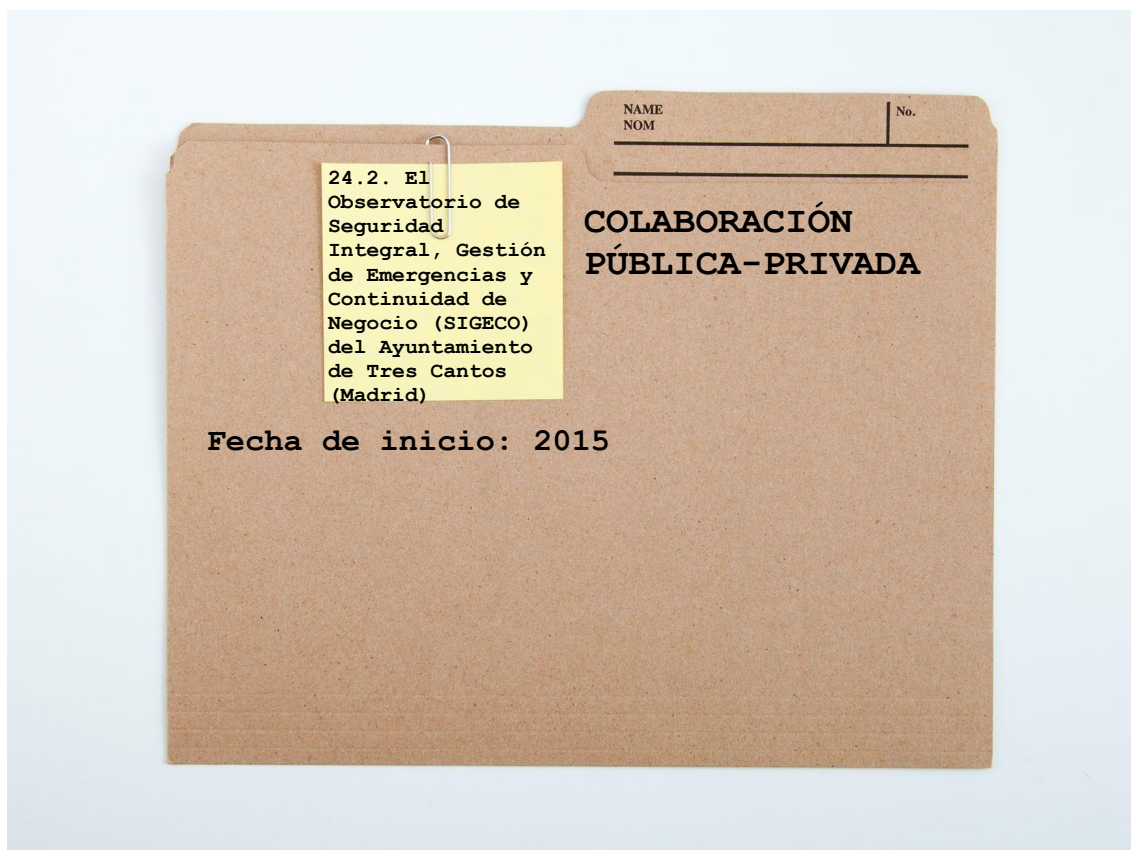 NAME
NOM
No.
24.2. El
Observatorio de
Seguridad
Integral, Gestión
de Emergencias y
Continuidad de
Negocio (SIGECO)
del Ayuntamiento
de Tres Cantos
(Madrid)
COLABORACIÓN
PÚBLICA-PRIVADA
Fecha de inicio: 2015